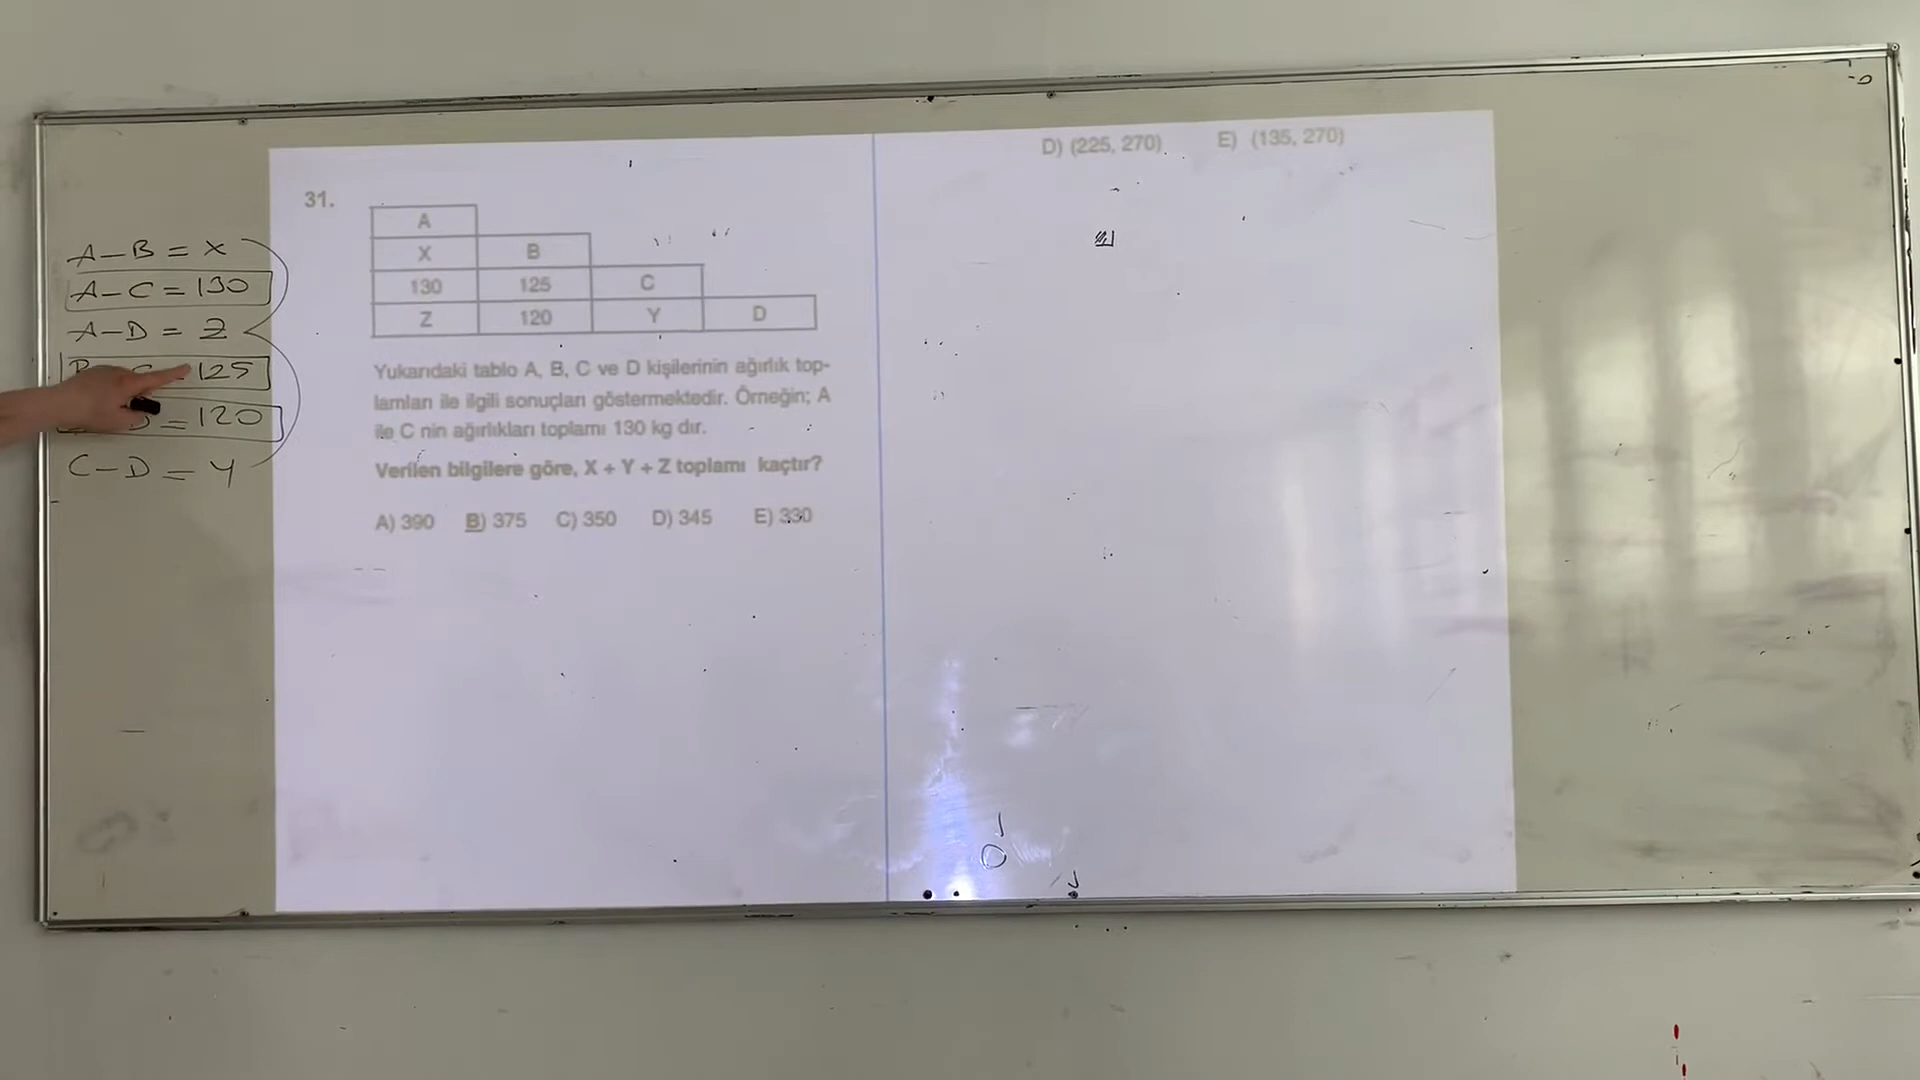 D) (225, 270) E) (135, 270)
31.
A
X B
130 125 C
Z 120 Y D
Yukarıdaki tablo A, B, C ve D kişilerinin ağırlık top-
lamları ile ilgili sonuçları göstermektedir. Örneğin; A
ile C nin ağırlıkları toplamı 130 kg dır.
Verilen bilgilere göre, X + Y + Z toplamı kaçtır?
A) 390 B) 375 C) 350 D) 345 E) 330
A-B = X
A-C = 130
A-D = Z
= 125
= 120
C-D = Y